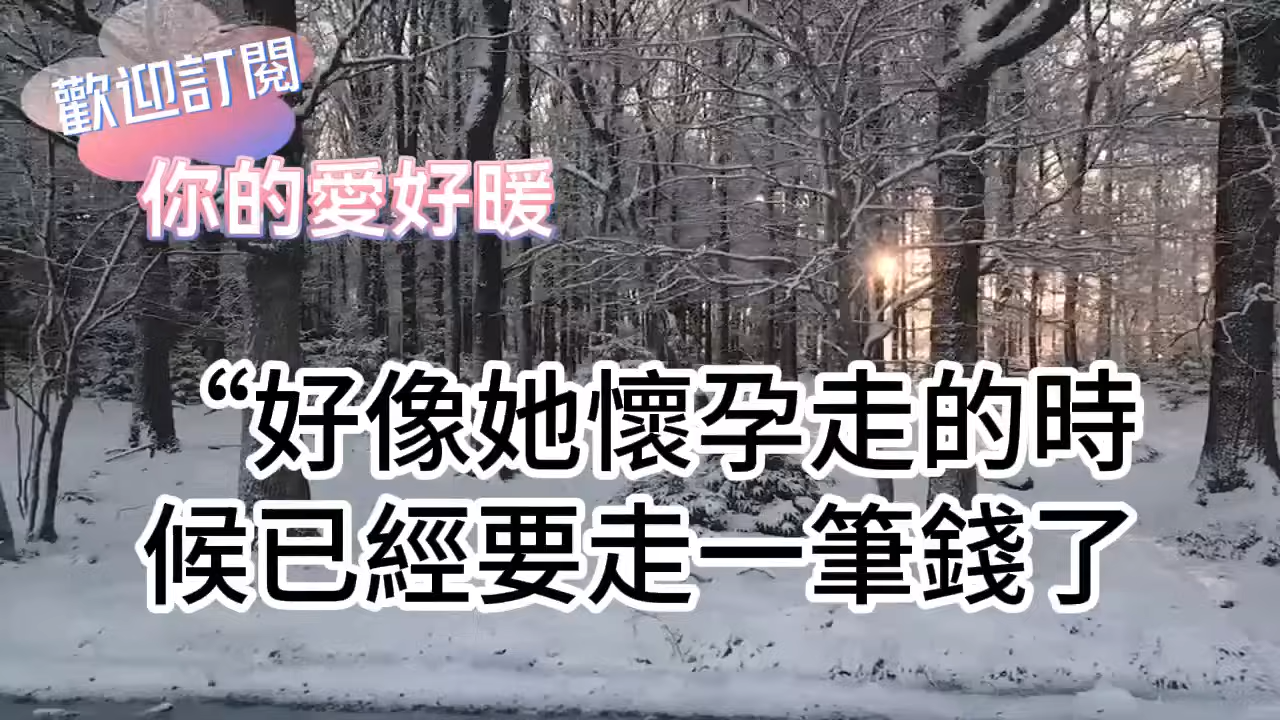 歡迎訂閱
你的愛好暖
“好像她懷孕走的時
候已經要走一筆錢了